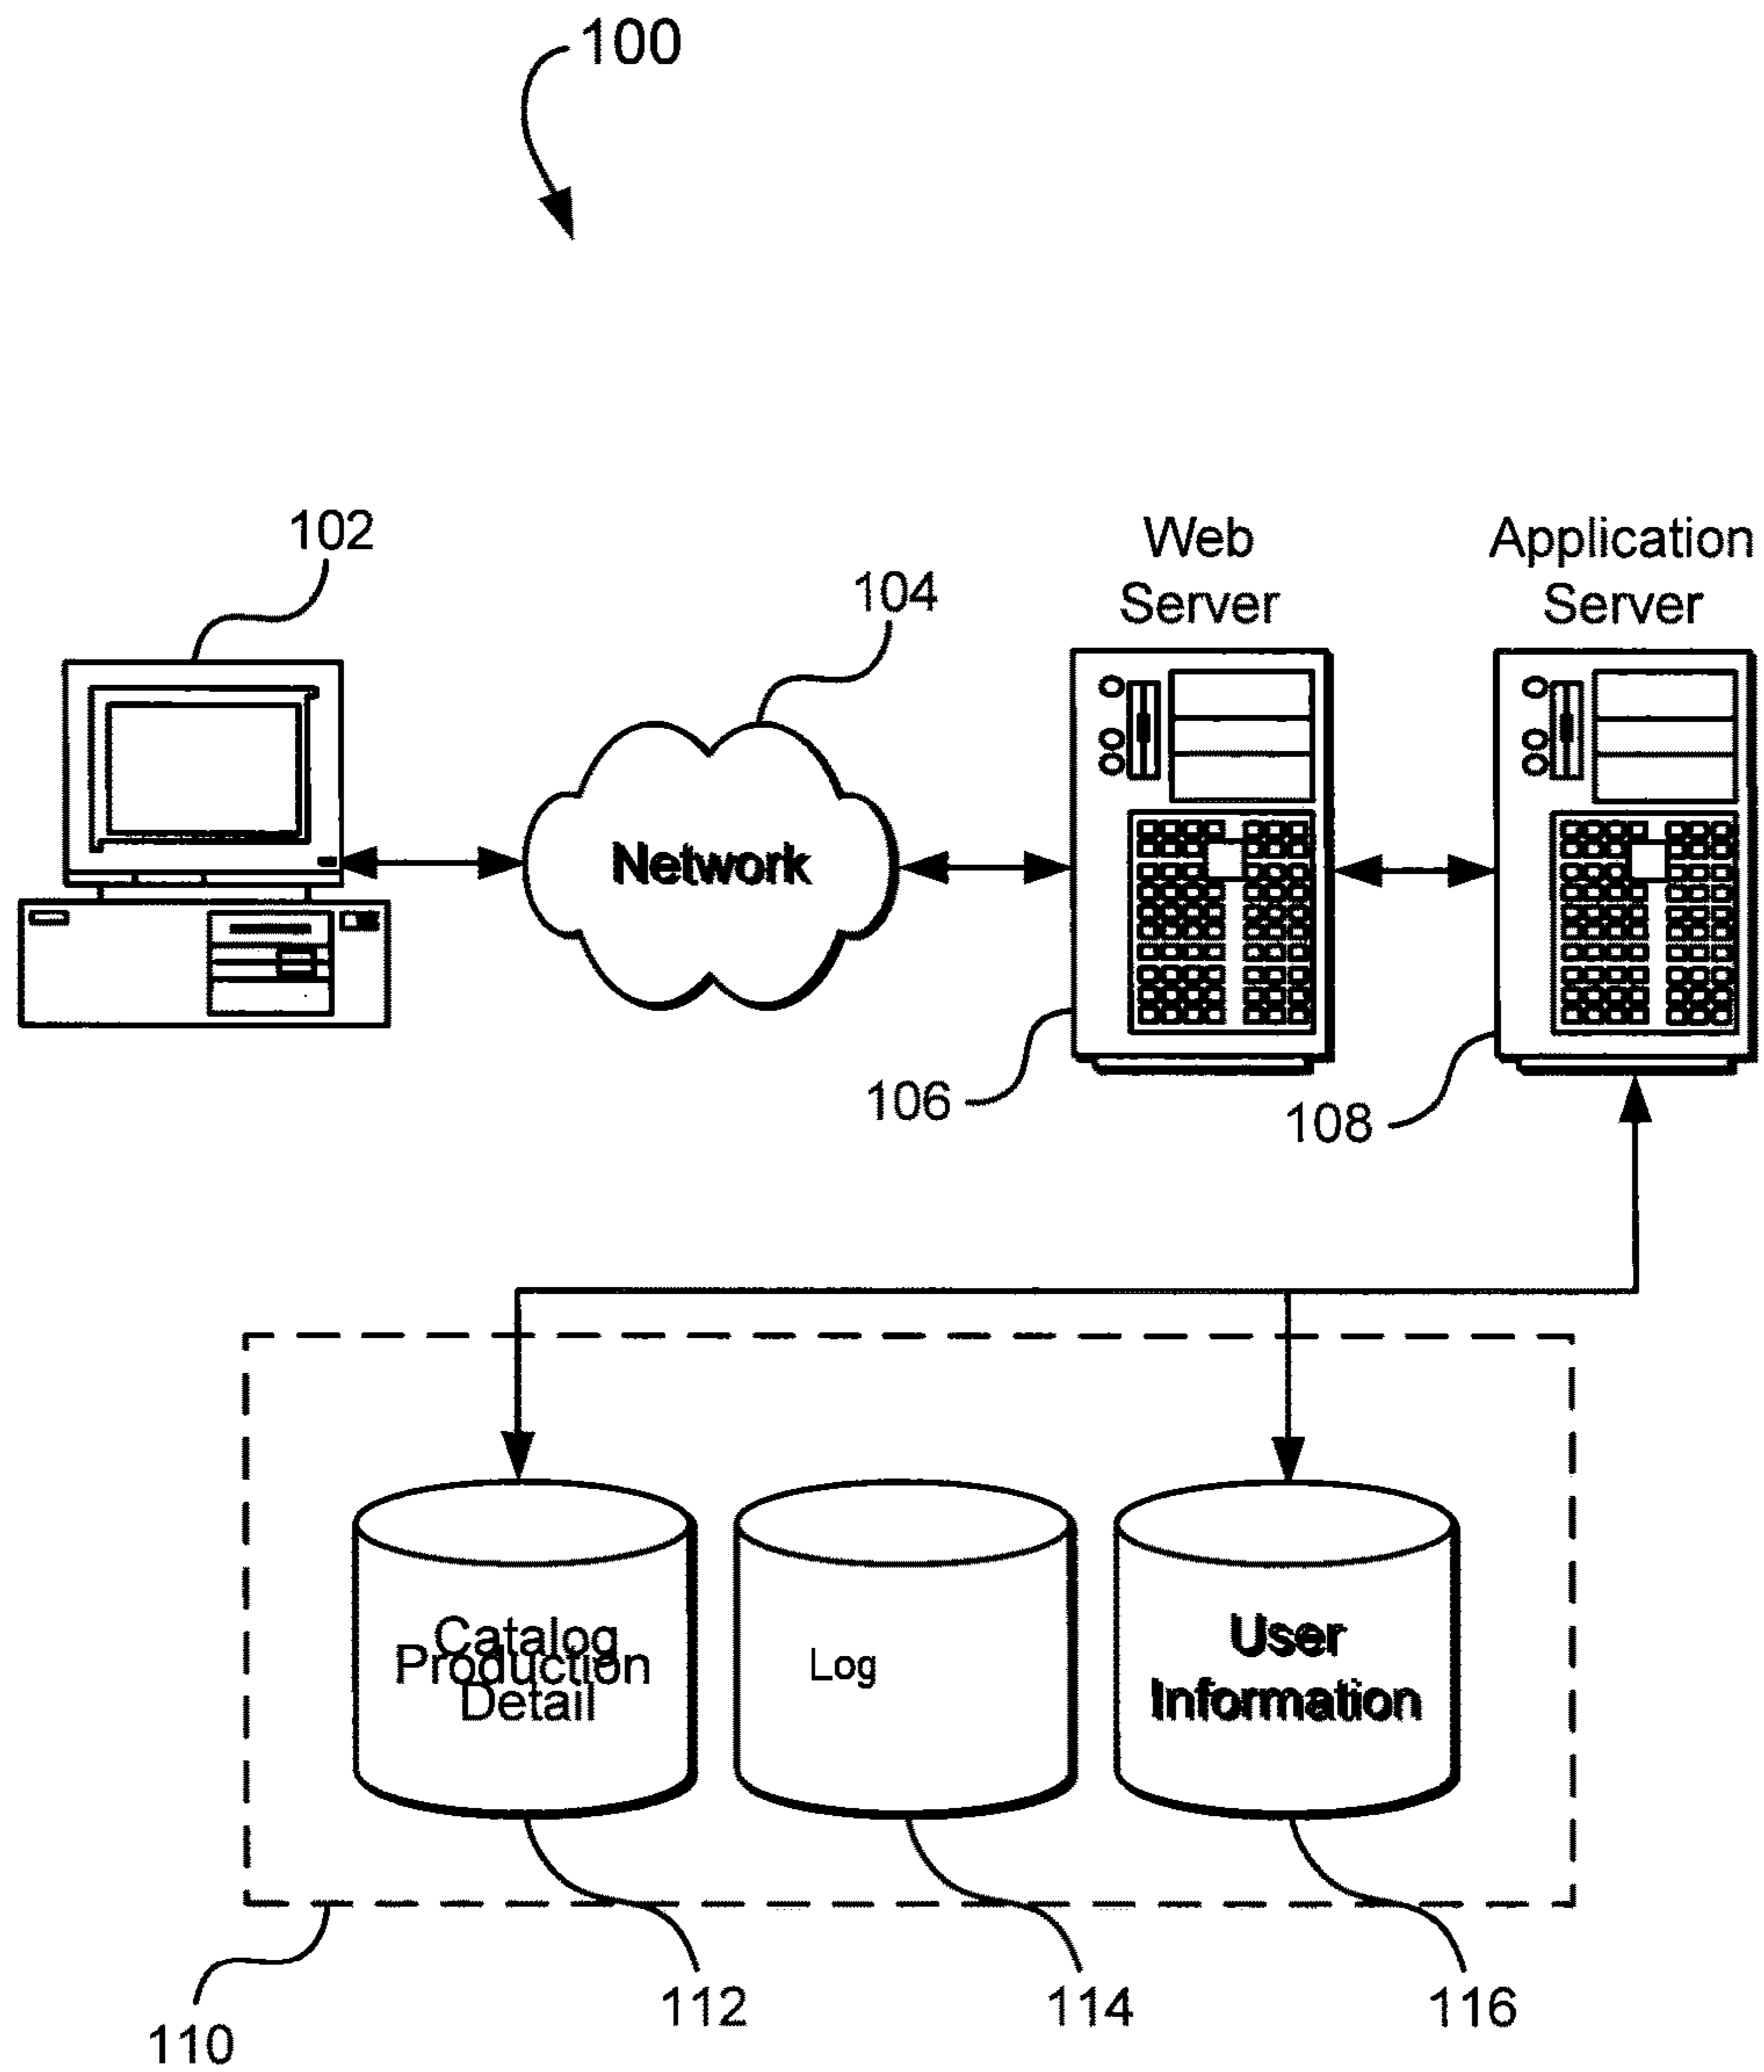 100
102
104
Web
Server
Application
Server
Network
106
108
Catalog
Production
Detail
Log
User
Information
110
112
114
116